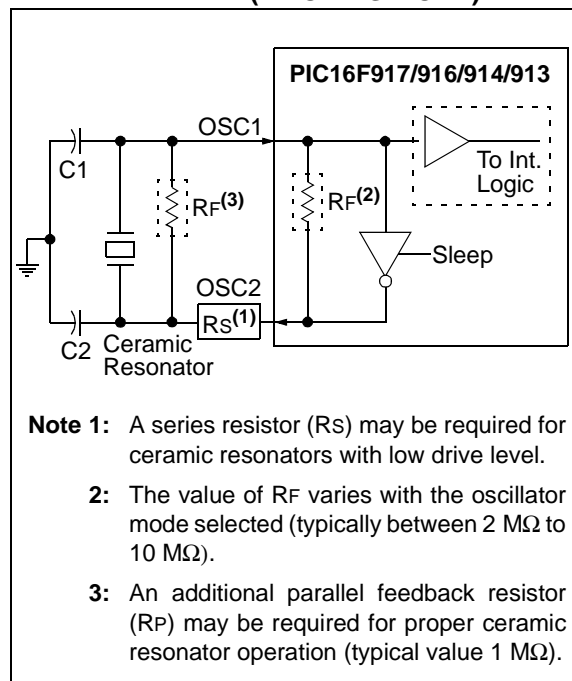 PIC16F917/916/914/913
OSC1
C1
To Int.
Logic
RF(3)
RF(2)
Sleep
OSC2
RS(1)
C2
Ceramic
Resonator
Note 1: A series resistor (RS) may be required for
ceramic resonators with low drive level.
2: The value of RF varies with the oscillator
mode selected (typically between 2 MΩ to
10 MΩ).
3: An additional parallel feedback resistor
(RP) may be required for proper ceramic
resonator operation (typical value 1 MΩ).